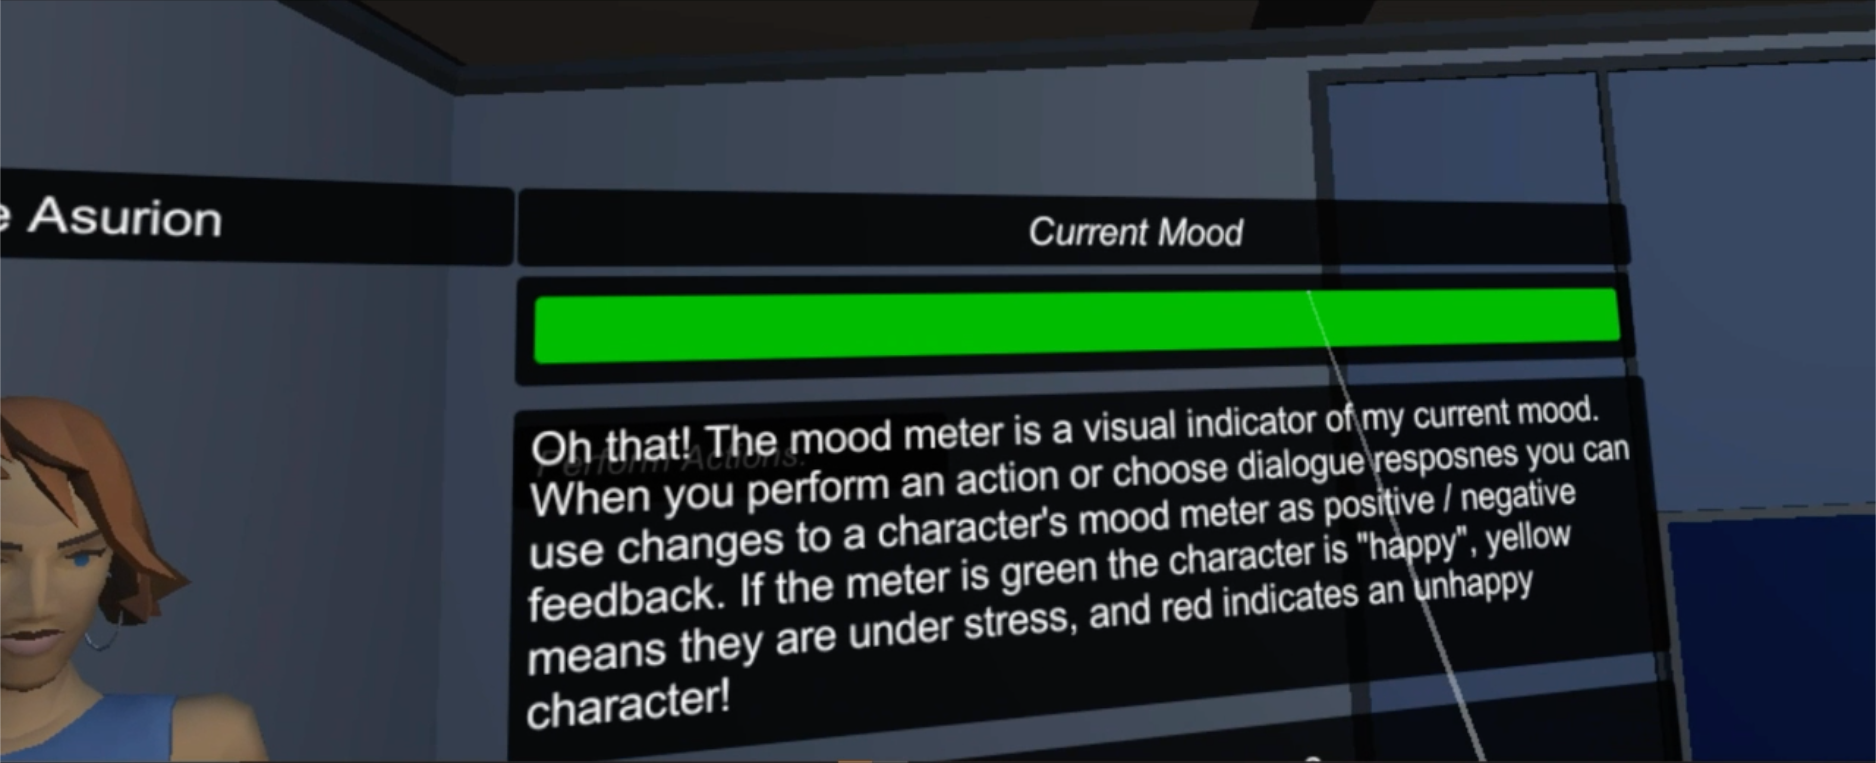 e Asurion
Current Mood
Perform Actions:
Oh that! The mood meter is a visual indicator of my current mood.
When you perform an action or choose dialogue resposnes you can
use changes to a character's mood meter as positive / negative
feedback. If the meter is green the character is "happy", yellow
means they are under stress, and red indicates an unhappy
character!